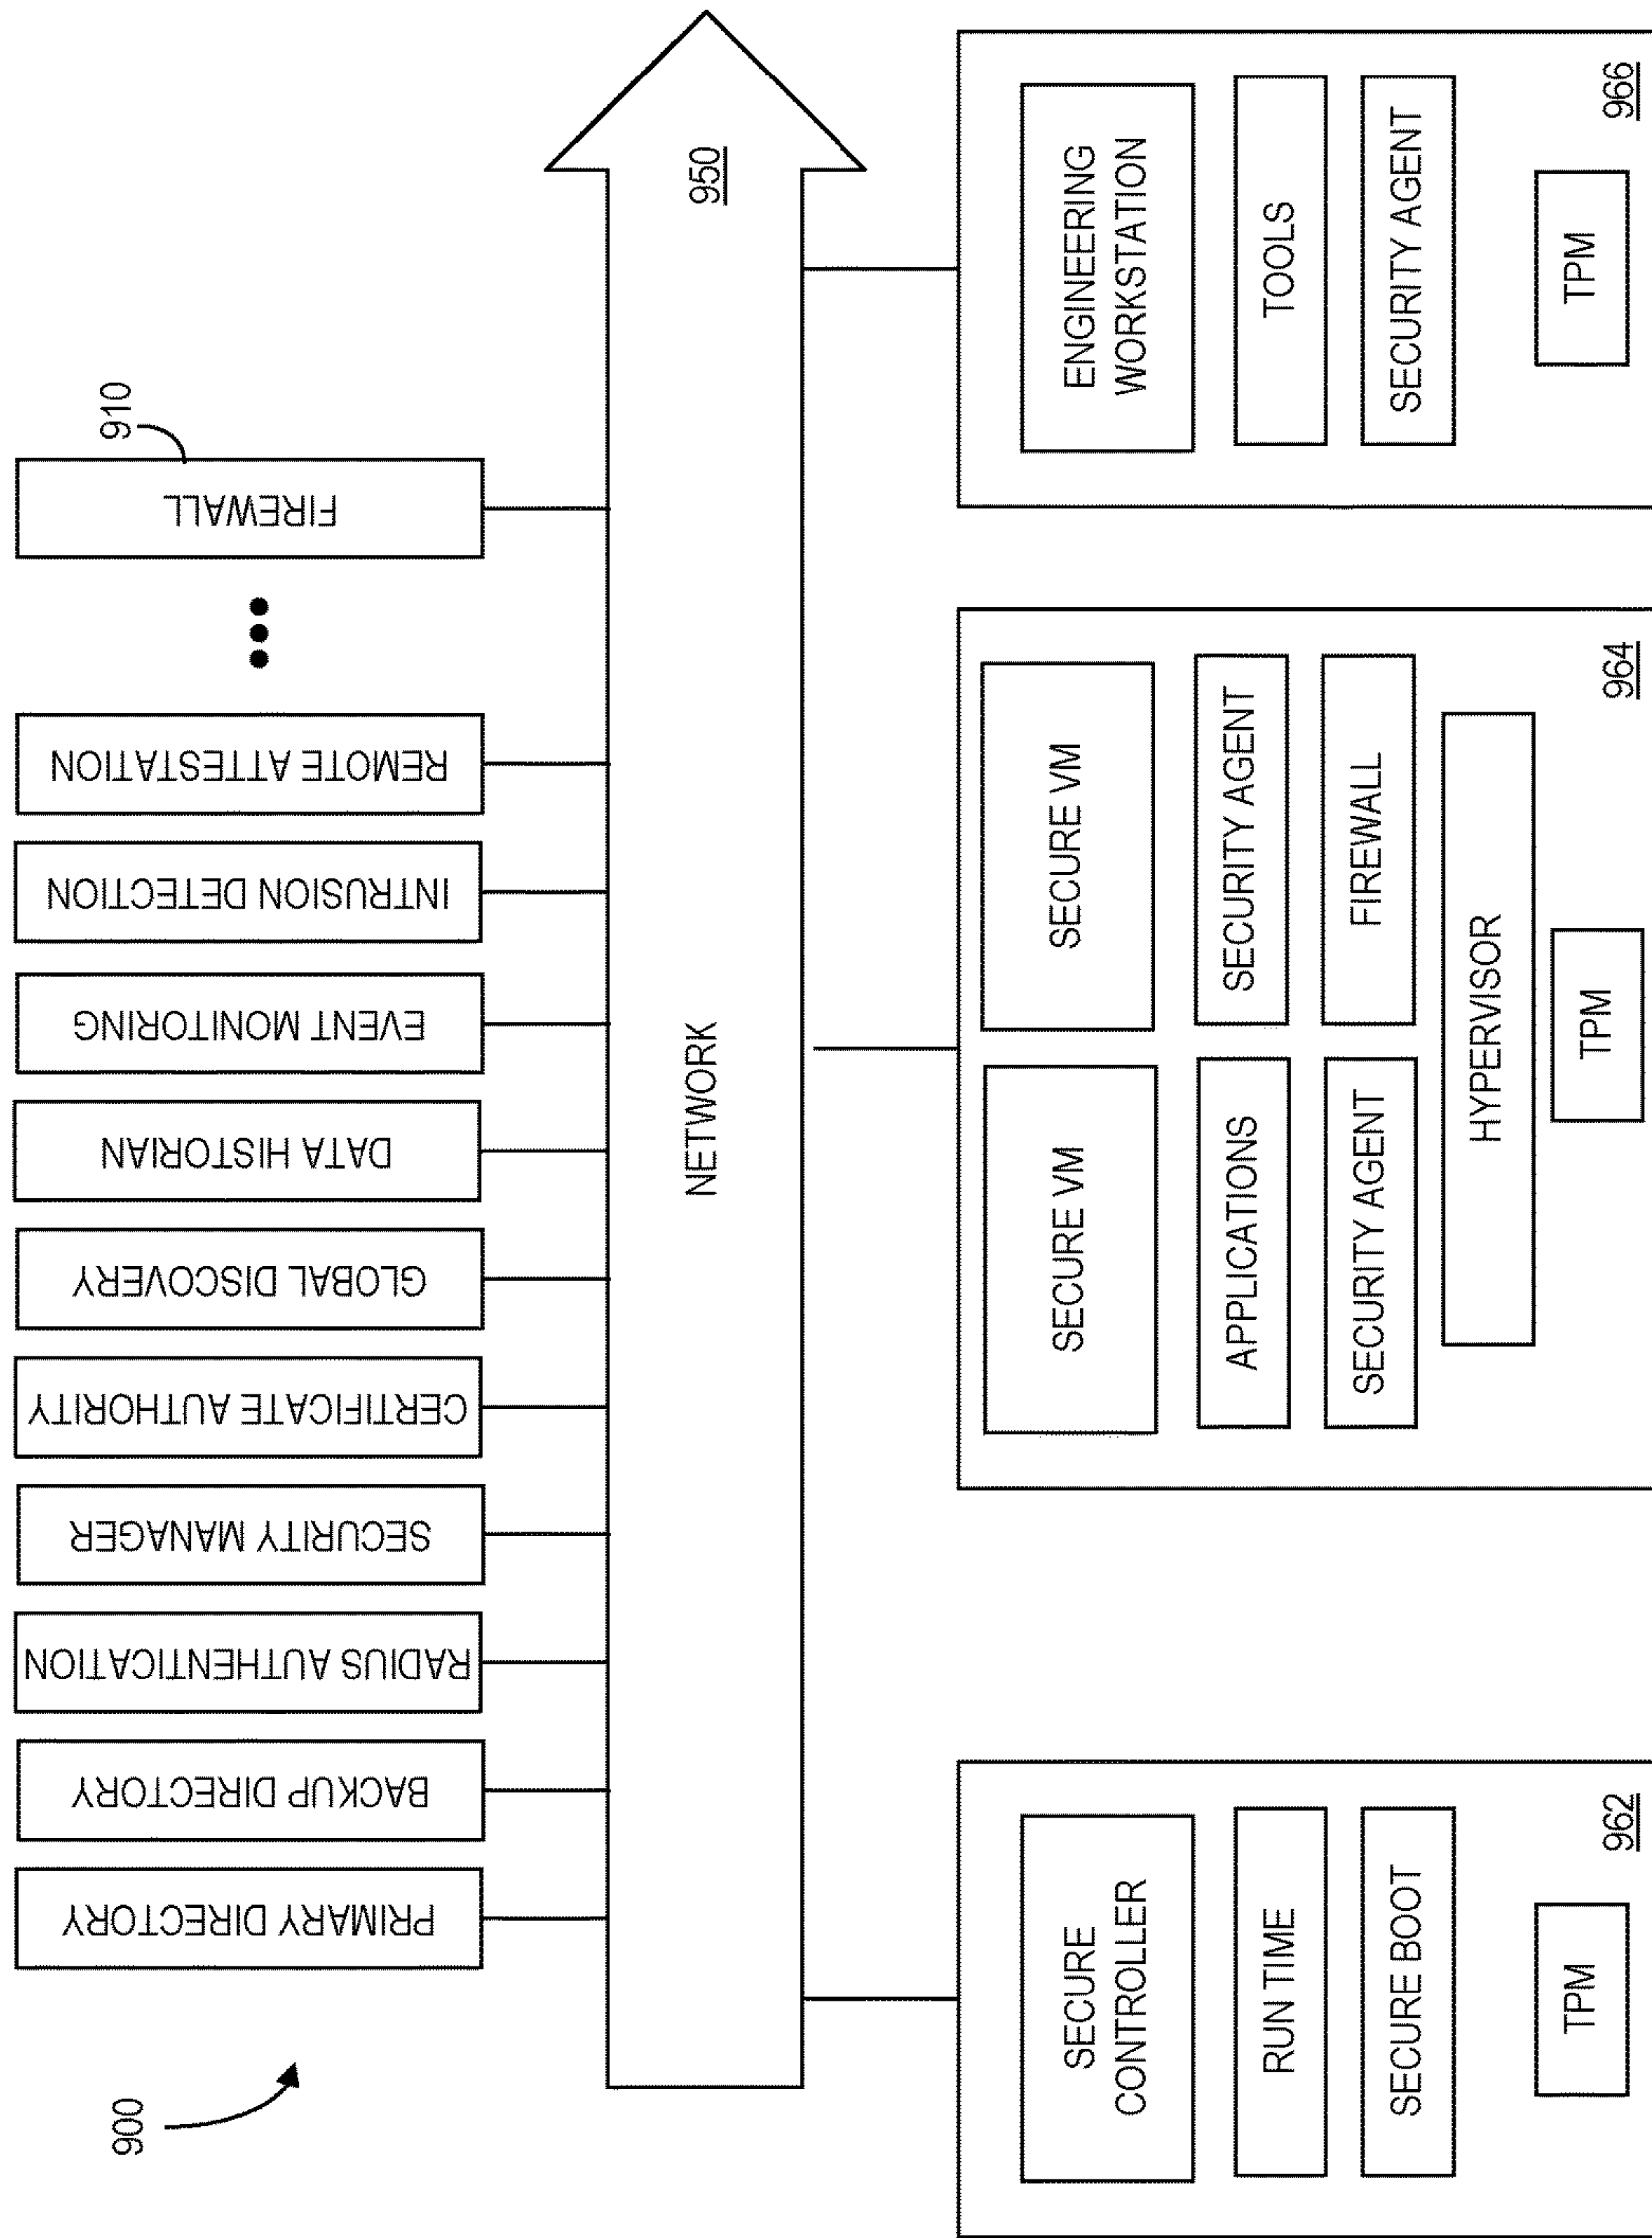 900
PRIMARY DIRECTORY
BACKUP DIRECTORY
RADIUS AUTHENTICATION
SECURITY MANAGER
CERTIFICATE AUTHORITY
GLOBAL DISCOVERY
DATA HISTORIAN
EVENT MONITORING
INTRUSION DETECTION
REMOTE ATTESTATION
FIREWALL
910
NETWORK
950
SECURE
CONTROLLER
RUN TIME
SECURE BOOT
TPM
962
SECURE VM
SECURE VM
APPLICATIONS
SECURITY AGENT
SECURITY AGENT
FIREWALL
HYPERVISOR
TPM
964
ENGINEERING
WORKSTATION
TOOLS
SECURITY AGENT
TPM
966